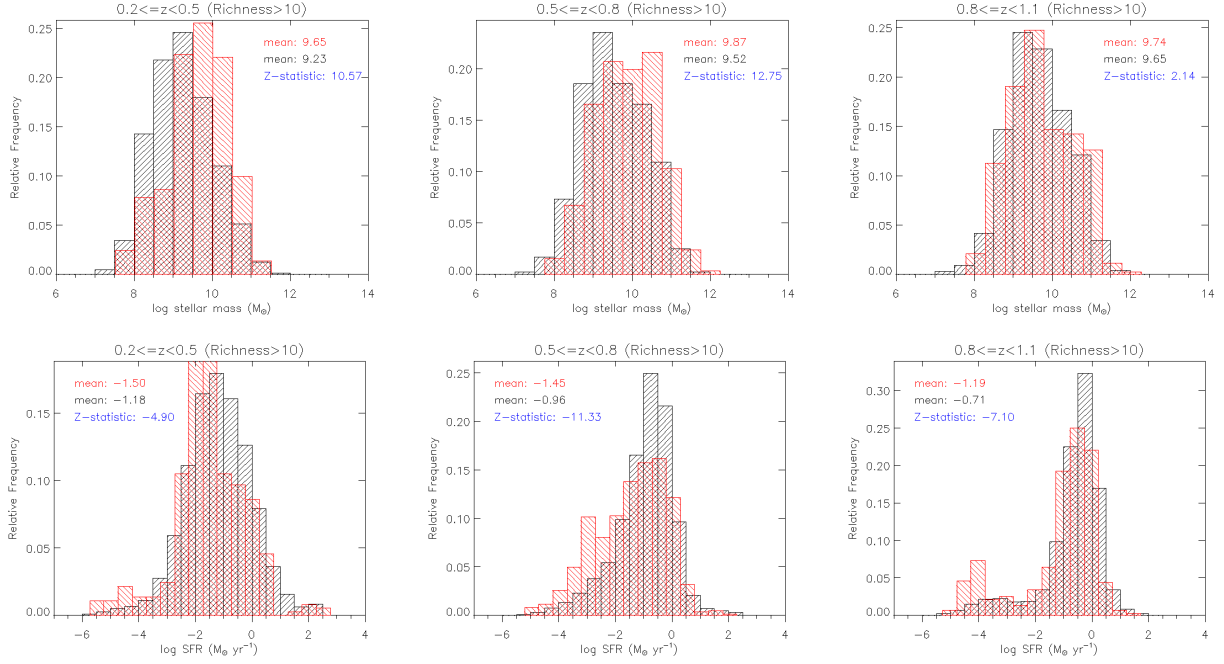 0.2<=z<0.5 (Richness>10)
mean: 9.65
mean: 9.23
Z-statistic: 10.57
0.25
0.20
0.15
0.10
0.05
0.00
Relative Frequency
6 8 10 12 14
log stellar mass (M⊙)
0.5<=z<0.8 (Richness>10)
mean: 9.87
mean: 9.52
Z-statistic: 12.75
0.25
0.20
0.15
0.10
0.05
0.00
Relative Frequency
6 8 10 12 14
log stellar mass (M⊙)
0.8<=z<1.1 (Richness>10)
mean: 9.74
mean: 9.65
Z-statistic: 2.14
0.25
0.20
0.15
0.10
0.05
0.00
Relative Frequency
6 8 10 12 14
log stellar mass (M⊙)
0.2<=z<0.5 (Richness>10)
mean: −1.50
mean: −1.18
Z-statistic: −4.90
0.15
0.10
0.05
0.00
Relative Frequency
−6 −4 −2 0 2 4
log SFR (M⊙ yr⁻¹)
0.5<=z<0.8 (Richness>10)
mean: −1.45
mean: −0.96
Z-statistic: −11.33
0.25
0.20
0.15
0.10
0.05
0.00
Relative Frequency
−6 −4 −2 0 2 4
log SFR (M⊙ yr⁻¹)
0.8<=z<1.1 (Richness>10)
mean: −1.19
mean: −0.71
Z-statistic: −7.10
0.30
0.25
0.20
0.15
0.10
0.05
0.00
Relative Frequency
−6 −4 −2 0 2 4
log SFR (M⊙ yr⁻¹)